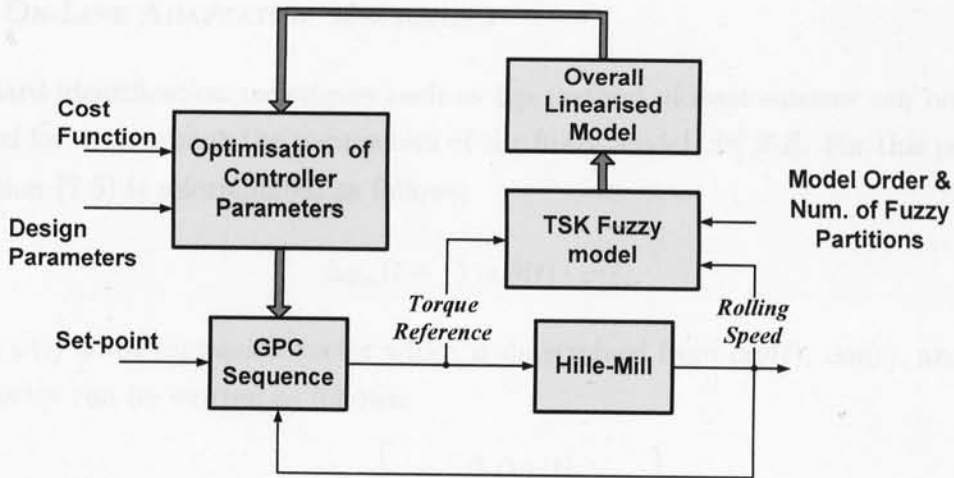 Overall
Linearised
Model
Cost
Function
Optimisation of
Controller
Parameters
Design
Parameters
Model Order &
Num. of Fuzzy
Partitions
TSK Fuzzy
model
Torque
Reference
Rolling
Speed
Set-point
GPC
Sequence
Hille-Mill